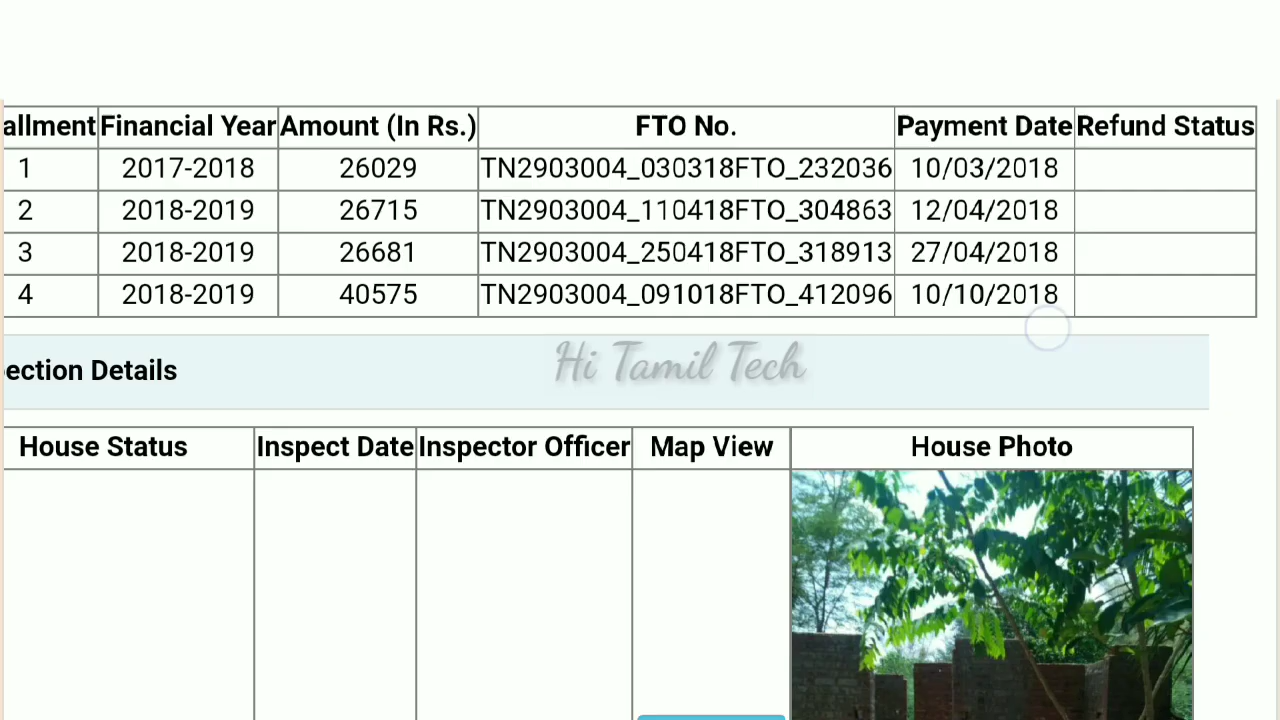 allment Financial Year Amount (In Rs.) FTO No. Payment Date Refund Status
1 2017-2018 26029 TN2903004_030318FTO_232036 10/03/2018
2 2018-2019 26715 TN2903004_110418FTO_304863 12/04/2018
3 2018-2019 26681 TN2903004_250418FTO_318913 27/04/2018
4 2018-2019 40575 TN2903004_091018FTO_412096 10/10/2018
ection Details
Hi Tamil Tech
House Status Inspect Date Inspector Officer Map View House Photo